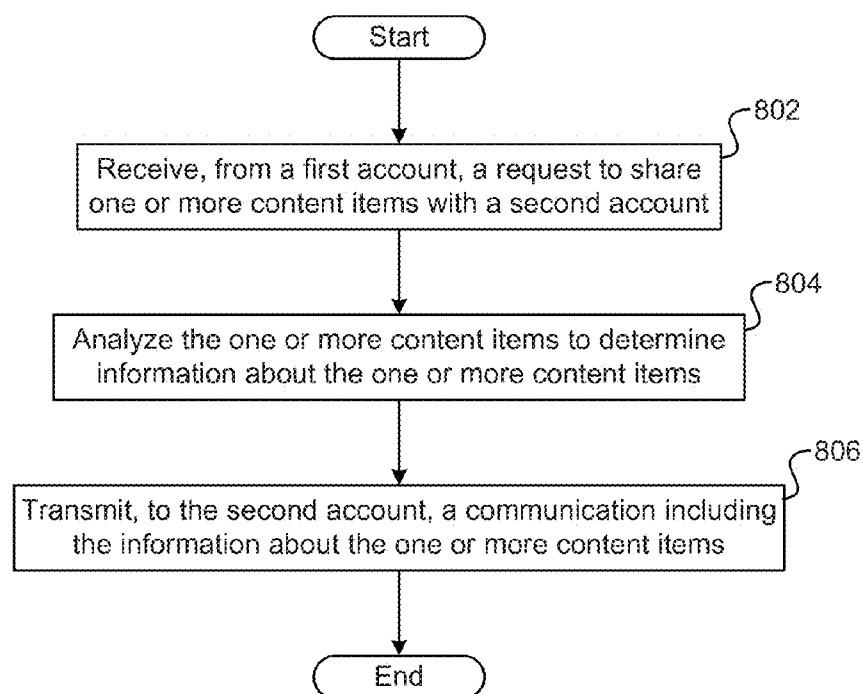 Start
802
Receive, from a first account, a request to share
one or more content items with a second account
804
Analyze the one or more content items to determine
information about the one or more content items
806
Transmit, to the second account, a communication including
the information about the one or more content items
End